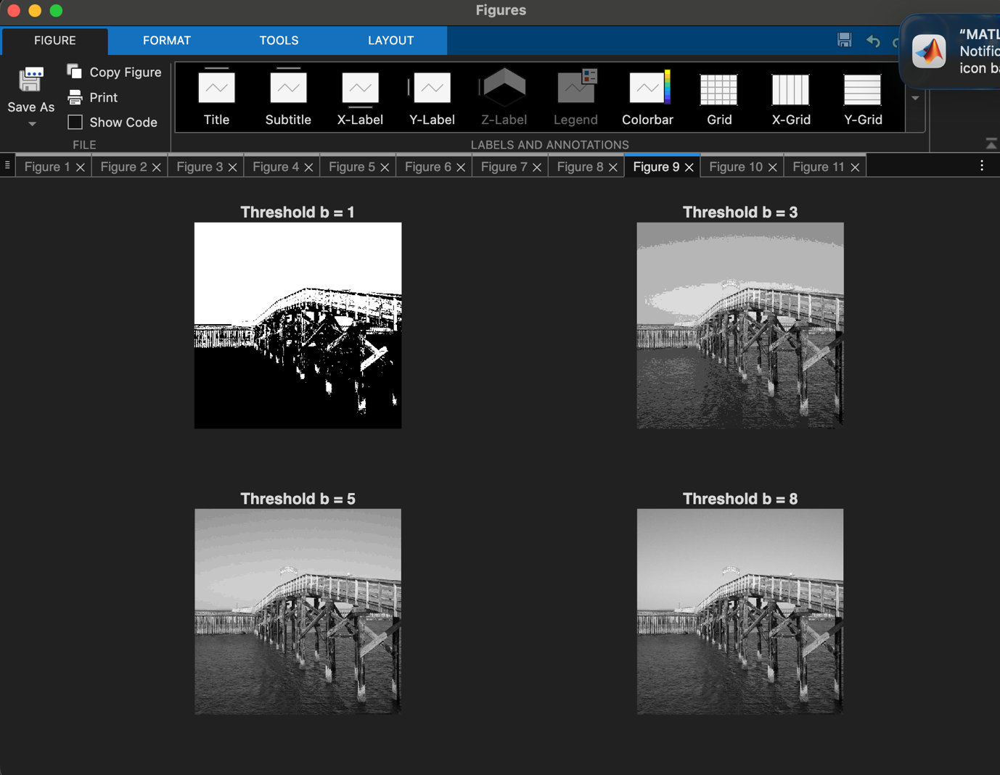 Figures
FIGURE
FORMAT
TOOLS
LAYOUT
“MATL
Notific
icon ba
Save As
Copy Figure
Print
Show Code
FILE
Title
Subtitle
X-Label
Y-Label
Z-Label
Legend
Colorbar
Grid
X-Grid
Y-Grid
LABELS AND ANNOTATIONS
Figure 1
Figure 2
Figure 3
Figure 4
Figure 5
Figure 6
Figure 7
Figure 8
Figure 9
Figure 10
Figure 11
Threshold b = 1
Threshold b = 3
Threshold b = 5
Threshold b = 8